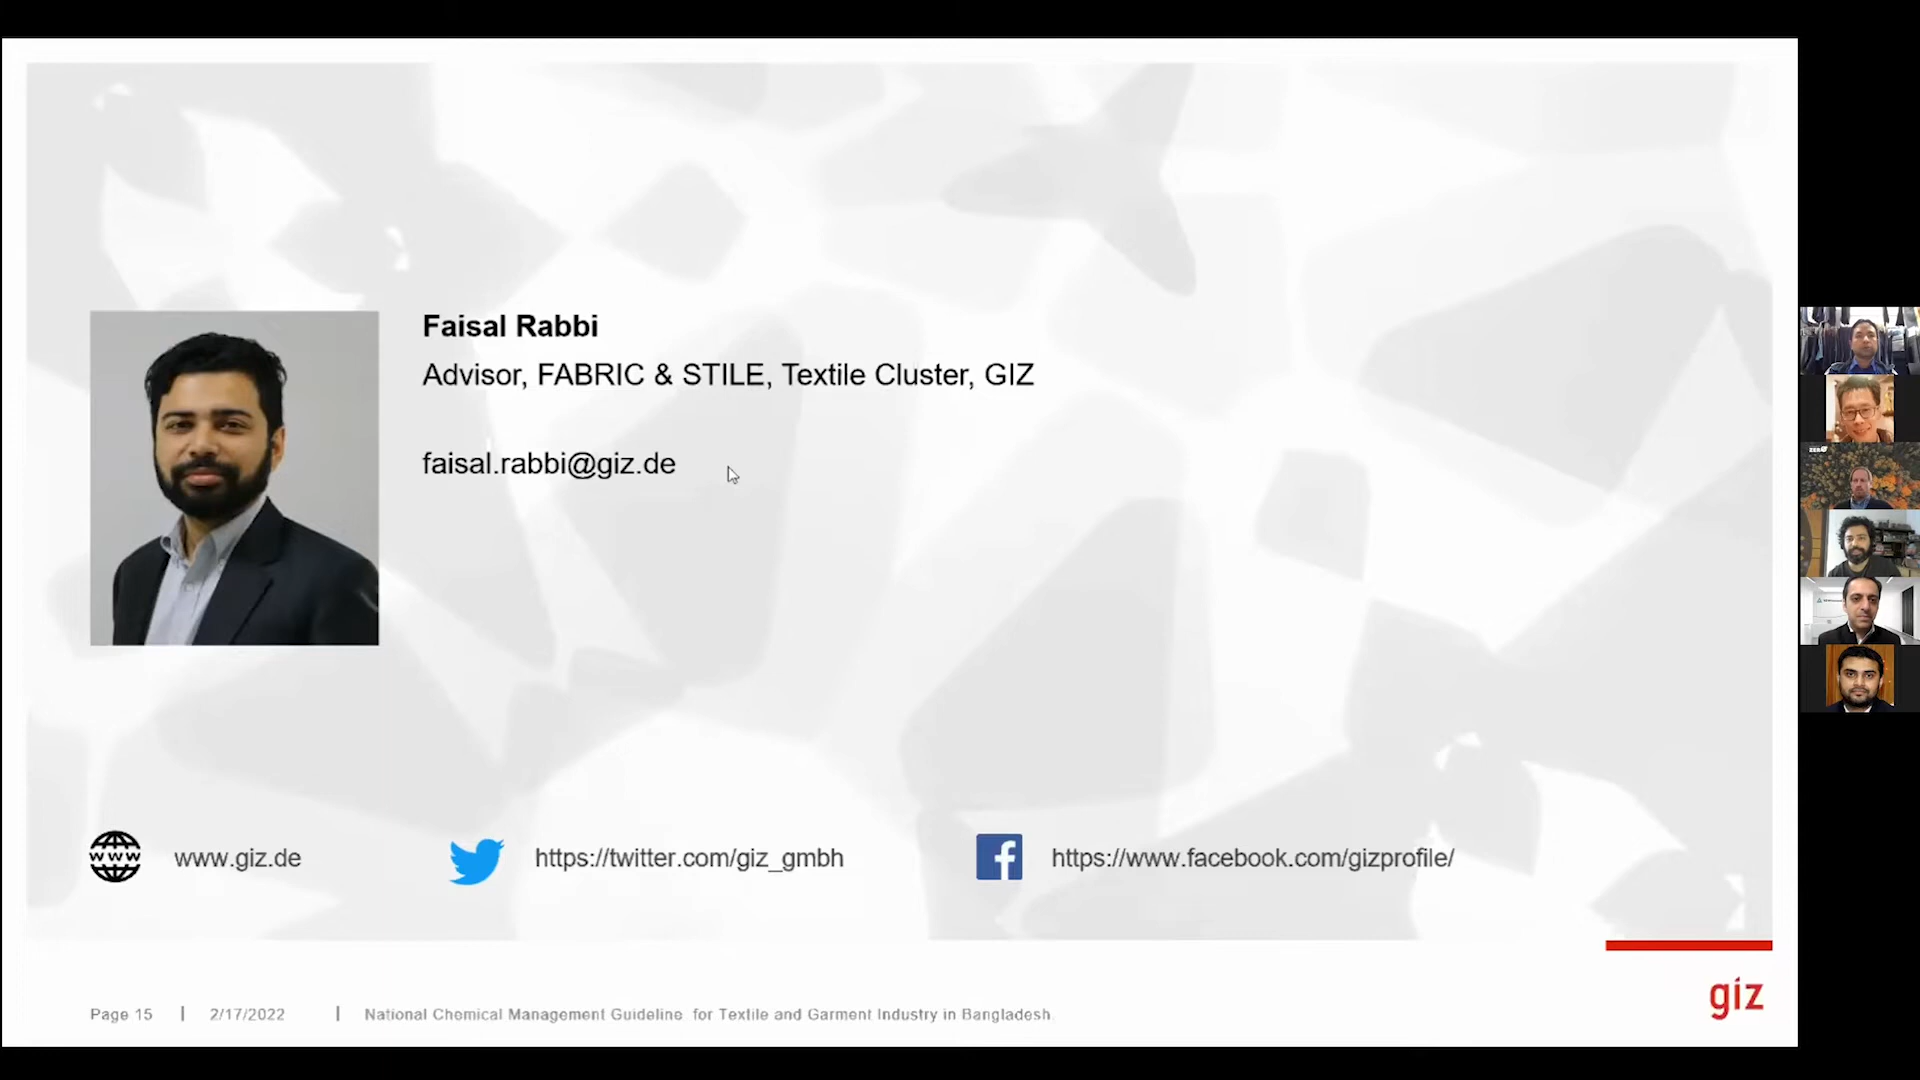 Faisal Rabbi
Advisor, FABRIC & STILE, Textile Cluster, GIZ
faisal.rabbi@giz.de
www www.giz.de
https://twitter.com/giz_gmbh
https://www.facebook.com/gizprofile/
giz
Page 15 | 2/17/2022 | National Chemical Management Guideline for Textile and Garment Industry in Bangladesh.
ZERO